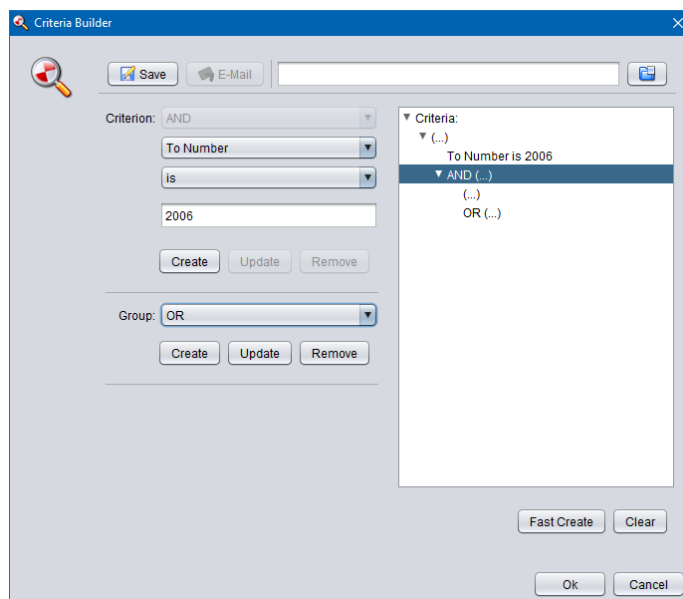 Criteria Builder
Save
E-Mail
Criterion: AND
To Number
is
2006
Create Update Remove
Group: OR
Create Update Remove
Criteria:
(...)
To Number is 2006
AND (...)
(...)
OR (...)
Fast Create Clear
Ok Cancel